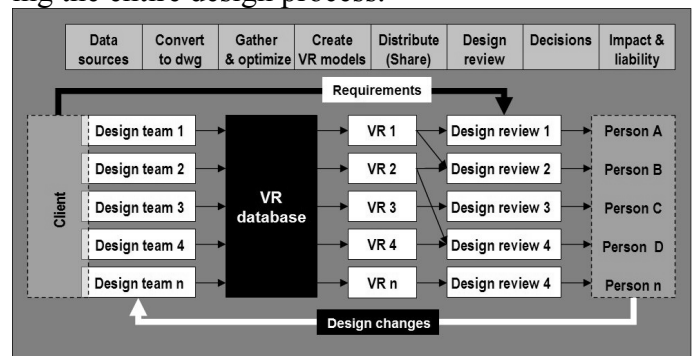 ing the entire design process.
Data sources
Convert to dwg
Gather & optimize
Create VR models
Distribute (Share)
Design review
Decisions
Impact & liability
Requirements
Client
Design team 1
Design team 2
Design team 3
Design team 4
Design team n
VR database
VR 1
VR 2
VR 3
VR 4
VR n
Design review 1
Design review 2
Design review 3
Design review 4
Design review 4
Person A
Person B
Person C
Person D
Person n
Design changes